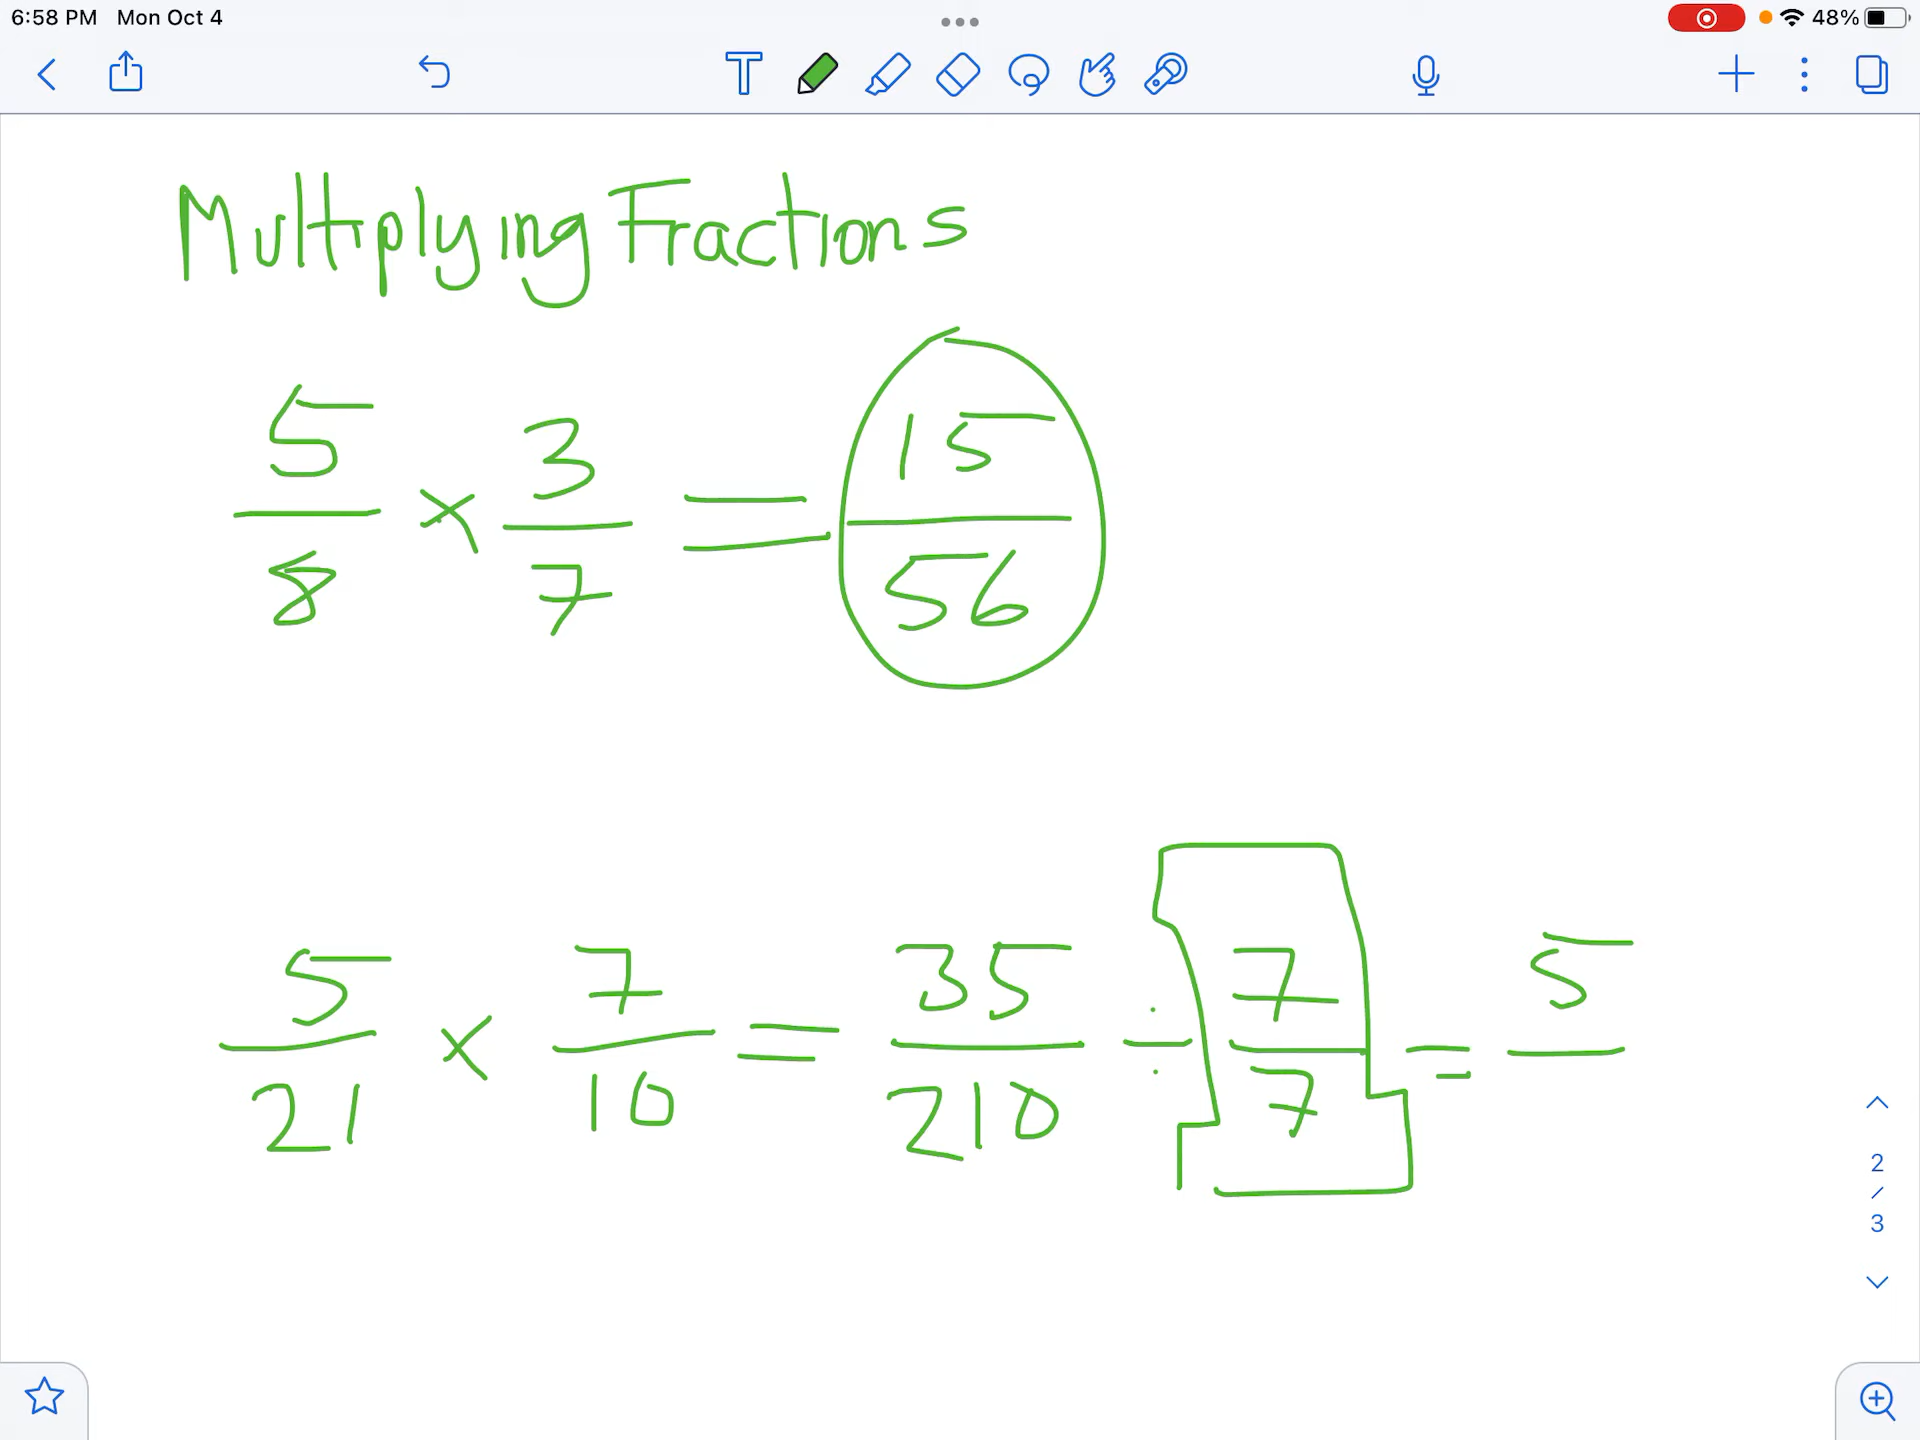 6:58 PM Mon Oct 4
48%
T
Multiplying Fractions
5/8 × 3/7 = 15/56
5/21 × 7/10 = 35/210 ÷ 7/7 = 5/
2
/
3